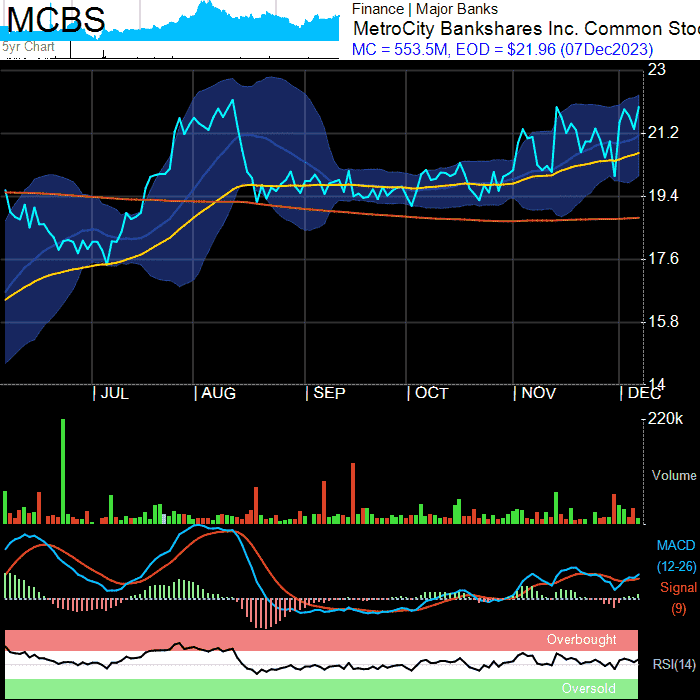 MCBS
5yr Chart
Finance | Major Banks
MetroCity Bankshares Inc. Common Stoc
MC = 553.5M, EOD = $21.96 (07Dec2023)
23
21.2
19.4
17.6
15.8
14
JUL AUG SEP OCT NOV DEC
220k
Volume
MACD
(12-26)
Signal
(9)
Overbought
RSI(14)
Oversold